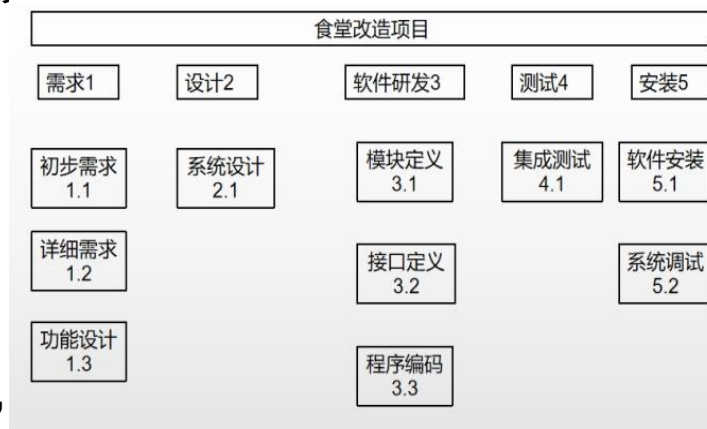 食堂改造项目
需求1
设计2
软件研发3
测试4
安装5
初步需求
1.1
系统设计
2.1
模块定义
3.1
集成测试
4.1
软件安装
5.1
详细需求
1.2
接口定义
3.2
系统调试
5.2
功能设计
1.3
程序编码
3.3